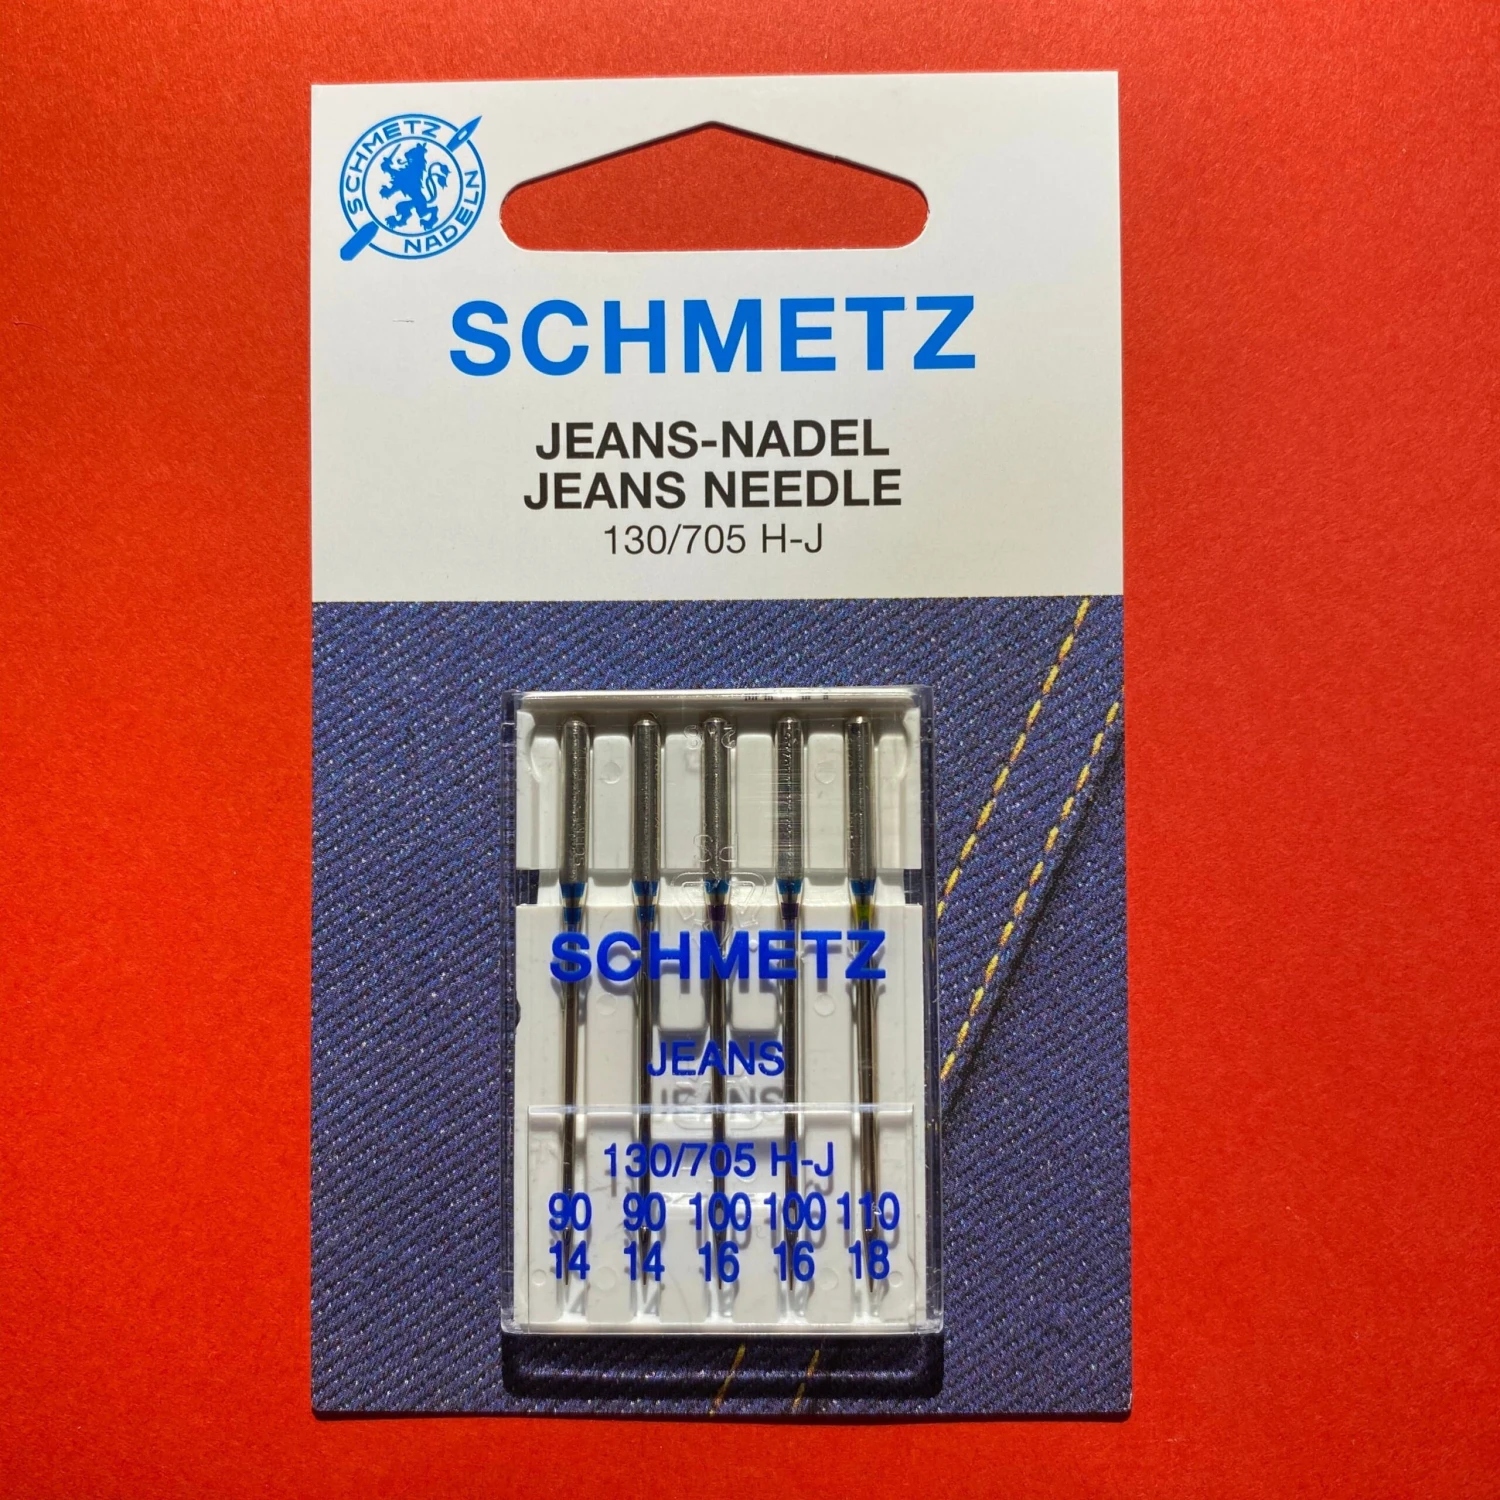 SCHMETZ
NADELN
SCHMETZ
JEANS-NADEL
JEANS NEEDLE
130/705 H-J
SCHMETZ
JEANS
130/705 H-J
90 90 100 100 110
14 14 16 16 18